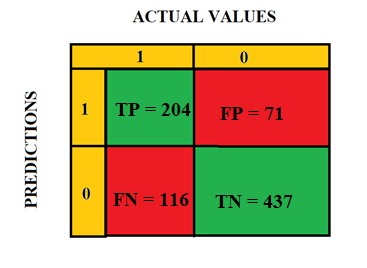 ACTUAL VALUES
1 0
PREDICTIONS
1 TP = 204 FP = 71
0 FN = 116 TN = 437